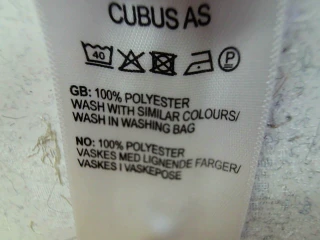 CUBUS AS
40 P
GB: 100% POLYESTER
WASH WITH SIMILAR COLOURS/
WASH IN WASHING BAG
NO: 100% POLYESTER
VASKES MED LIGNENDE FARGER/
VASKES I VASKEPOSE